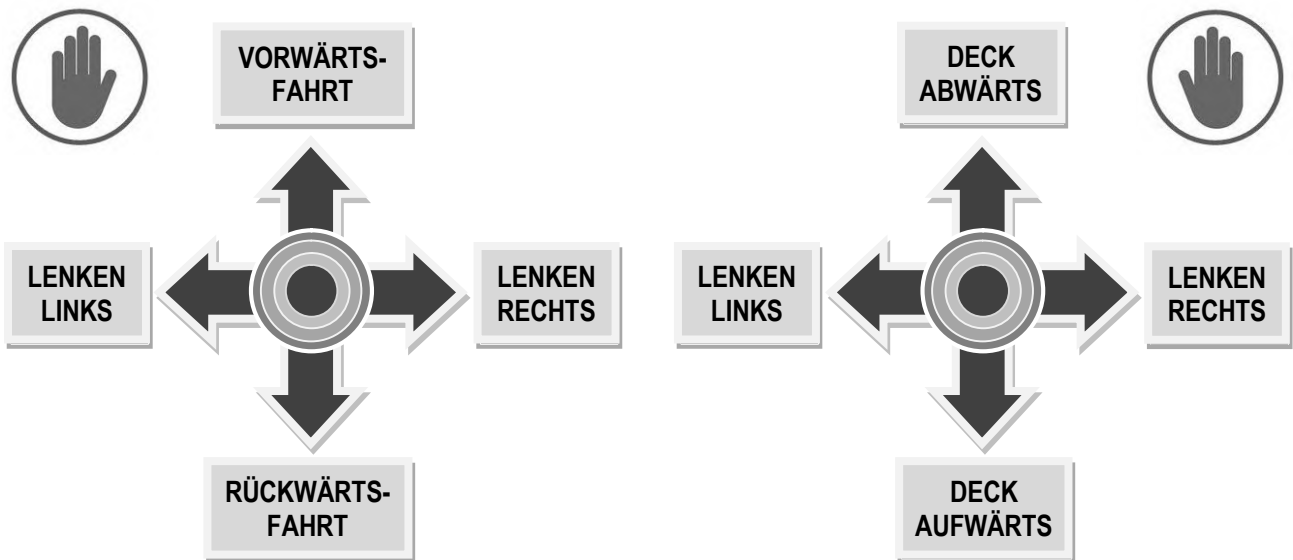 VORWÄRTS-
FAHRT
DECK
ABWÄRTS
LENKEN
LINKS
LENKEN
RECHTS
LENKEN
LINKS
LENKEN
RECHTS
RÜCKWÄRTS-
FAHRT
DECK
AUFWÄRTS